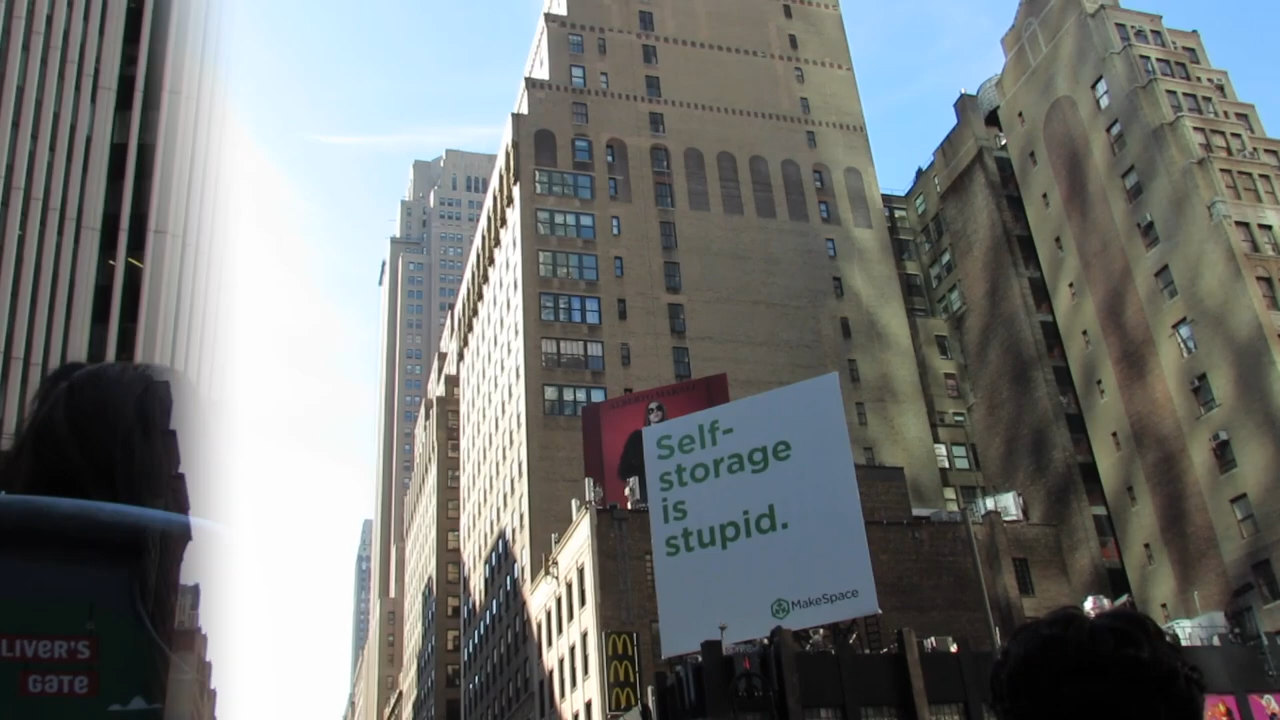 Self-
storage
is
stupid.
MakeSpace
LIVER'S
GATE